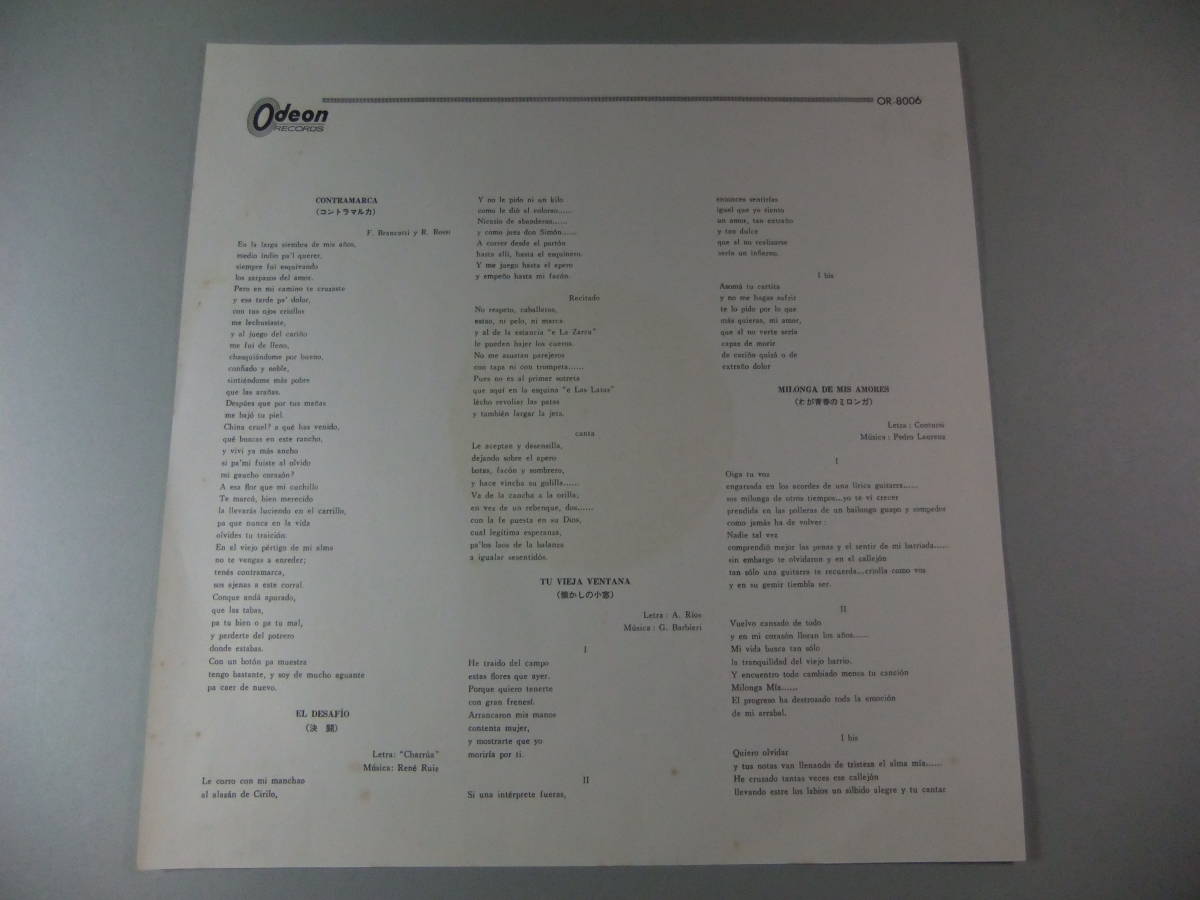 Odeon
RECORDS
OR-8006
CONTRAMARCA
(コントラマルカ)
F. Brancatti y R. Rossi
En la larga siembra de mis años,
medio indio pa'l querer,
siempre fui esquivando
los zarpazos del amor.
Pero en mi camino te cruzaste
y esa tarde pa' dolor,
con tus ojos criollos
me lechusiaste,
y al juego del cariño
me fui de lleno,
chasquiándome por bueno,
confiado y noble,
sintiéndome más pobre
que las arañas.
Despúes que por tus mañas
me bajó tu piel.
China cruel? a qué has venido,
qué buscas en este rancho,
y viví ya más ancho
si pa'mi fuiste al olvido
mi gaucho corazón?
A esa flor que mi cuchillo
Te marcó, bien merecido
la llevarás luciendo en el carrillo,
pa que nunca en la vida
olvides tu traición.
En el viejo pértigo de mi alma
no te vengas a enreder;
tenés contramarca,
sos ajenas a este corral.
Conque andá apurado,
que las tabas,
pa tu bien o pa tu mal,
y perderte del potrero
donde estabas.
Con un botón pa muestra
tengo bastante, y soy de mucho aguante
pa caer de nuevo.
EL DESAFÍO
(決 闘)
Letra: "Charrúa"
Música: René Ruiz
Le corro con mi manchao
al alazán de Cirilo,
Y no le pido ni un kilo
como le dió al colorao.....
Nicasio de abanderao......
y como juez don Simón......
A correr desde el portón
hasta allí, hasta el esquinero.
Y me juego hasta el apero
y empeño hasta mi facón.
Recitado
No respeto, caballeros,
estao, ni pelo, ni marca
y al de la estancia "e La Zarza"
le pueden bajer los cueros.
No me asustan parejeros
con tapa ni con trompeta......
Pues no es al primer sotreta
que aquí en la esquina "e Las Latas"
lécho revoliar las patas
y también largar la jeta.
canta
Le aceptan y desensilla,
dejando sobre el apero
botas, facón y sombrero,
y hace vincha su golilla......
Va de la cancha a la orilla,
en vez de un rebenque, dos......
con la fe puesta en su Dios,
cual legítima esperanza,
pa'los laos de la balanza
a igualar sesentidós.
TU VIEJA VENTANA
(懐かしの小窓)
Letra: A. Ríos
Música: G. Barbieri
I
He traído del campo
estas flores que ayer.
Porque quiero tenerte
con gran frenesí.
Arrancaron mis manos
contenta mujer,
y mostrarte que yo
moriría por ti.
II
Si una intérprete fueras,
entonces sentirías
igual que yo siento
un amor, tan extraño
y tan dulce
que al no realizarse
sería un infierno.
I bis
Asomá tu carita
y no me hagas sufrir
te lo pido por lo que
más quieras, mi amor,
que al no verte sería
capaz de morir
de cariño quizá o de
extraño dolor
MILONGA DE MIS AMORES
(わが青春のミロンガ)
Letra: Contursi
Música: Pedro Laurenz
I
Oiga tu voz
engarzada en los acordes de una lírica guitarra......
sos milonga de otros tiempos...yo te vi crecer
prendida en las polleras de un bailongo guapo y rompedor
como jamás ha de volver:
Nadie tal vez
comprendió mejor las penas y el sentir de mi barriada......
sin embargo te olvidaron y en el callejón
tan sólo una guitarra te recuerda...criolla como vos
y en su gemir tiembla ser.
II
Vuelvo cansado de todo
y en mi corazón lloran los años......
Mi vida busca tan sólo
la tranquilidad del viejo barrio.
Y encuentro todo cambiado menos tu canción
Milonga Mía......
El progreso ha destrozado toda la emoción
de mi arrabal.
I bis
Quiero olvidar
y tus notas van llenando de tristeza el alma mía......
He cruzado tantas veces ese callejón
llevando estre los labios un silbido alegre y tu cantar